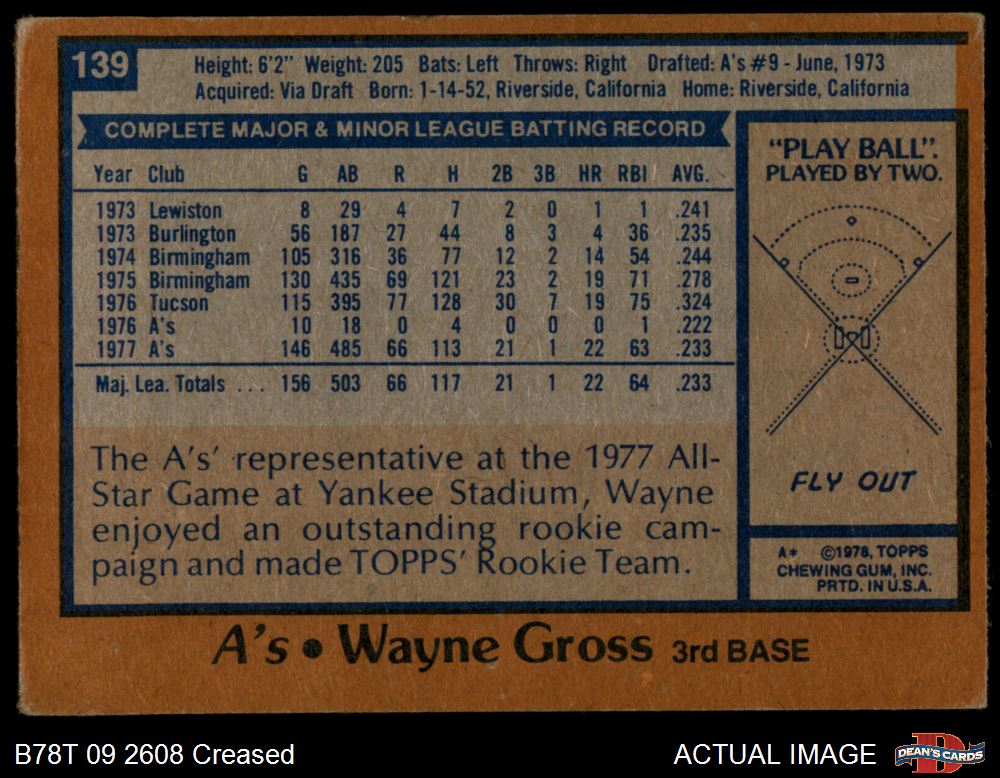 139
Height: 6'2" Weight: 205 Bats: Left Throws: Right Drafted: A's #9 - June, 1973
Acquired: Via Draft Born: 1-14-52, Riverside, California Home: Riverside, California
COMPLETE MAJOR & MINOR LEAGUE BATTING RECORD
Year Club G AB R H 2B 3B HR RBI AVG.
1973 Lewiston 8 29 4 7 2 0 1 1 .241
1973 Burlington 56 187 27 44 8 3 4 36 .235
1974 Birmingham 105 316 36 77 12 2 14 54 .244
1975 Birmingham 130 435 69 121 23 2 19 71 .278
1976 Tucson 115 395 77 128 30 7 19 75 .324
1976 A's 10 18 0 4 0 0 0 1 .222
1977 A's 146 485 66 113 21 1 22 63 .233
Maj. Lea. Totals ... 156 503 66 117 21 1 22 64 .233
The A's' representative at the 1977 All-
Star Game at Yankee Stadium, Wayne
enjoyed an outstanding rookie cam-
paign and made TOPPS' Rookie Team.
"PLAY BALL".
PLAYED BY TWO.
FLY OUT
A* ©1978, TOPPS
CHEWING GUM, INC.
PRTD. IN U.S.A.
A's • Wayne Gross 3rd BASE
B78T 09 2608 Creased
ACTUAL IMAGE
DEAN'S CARDS